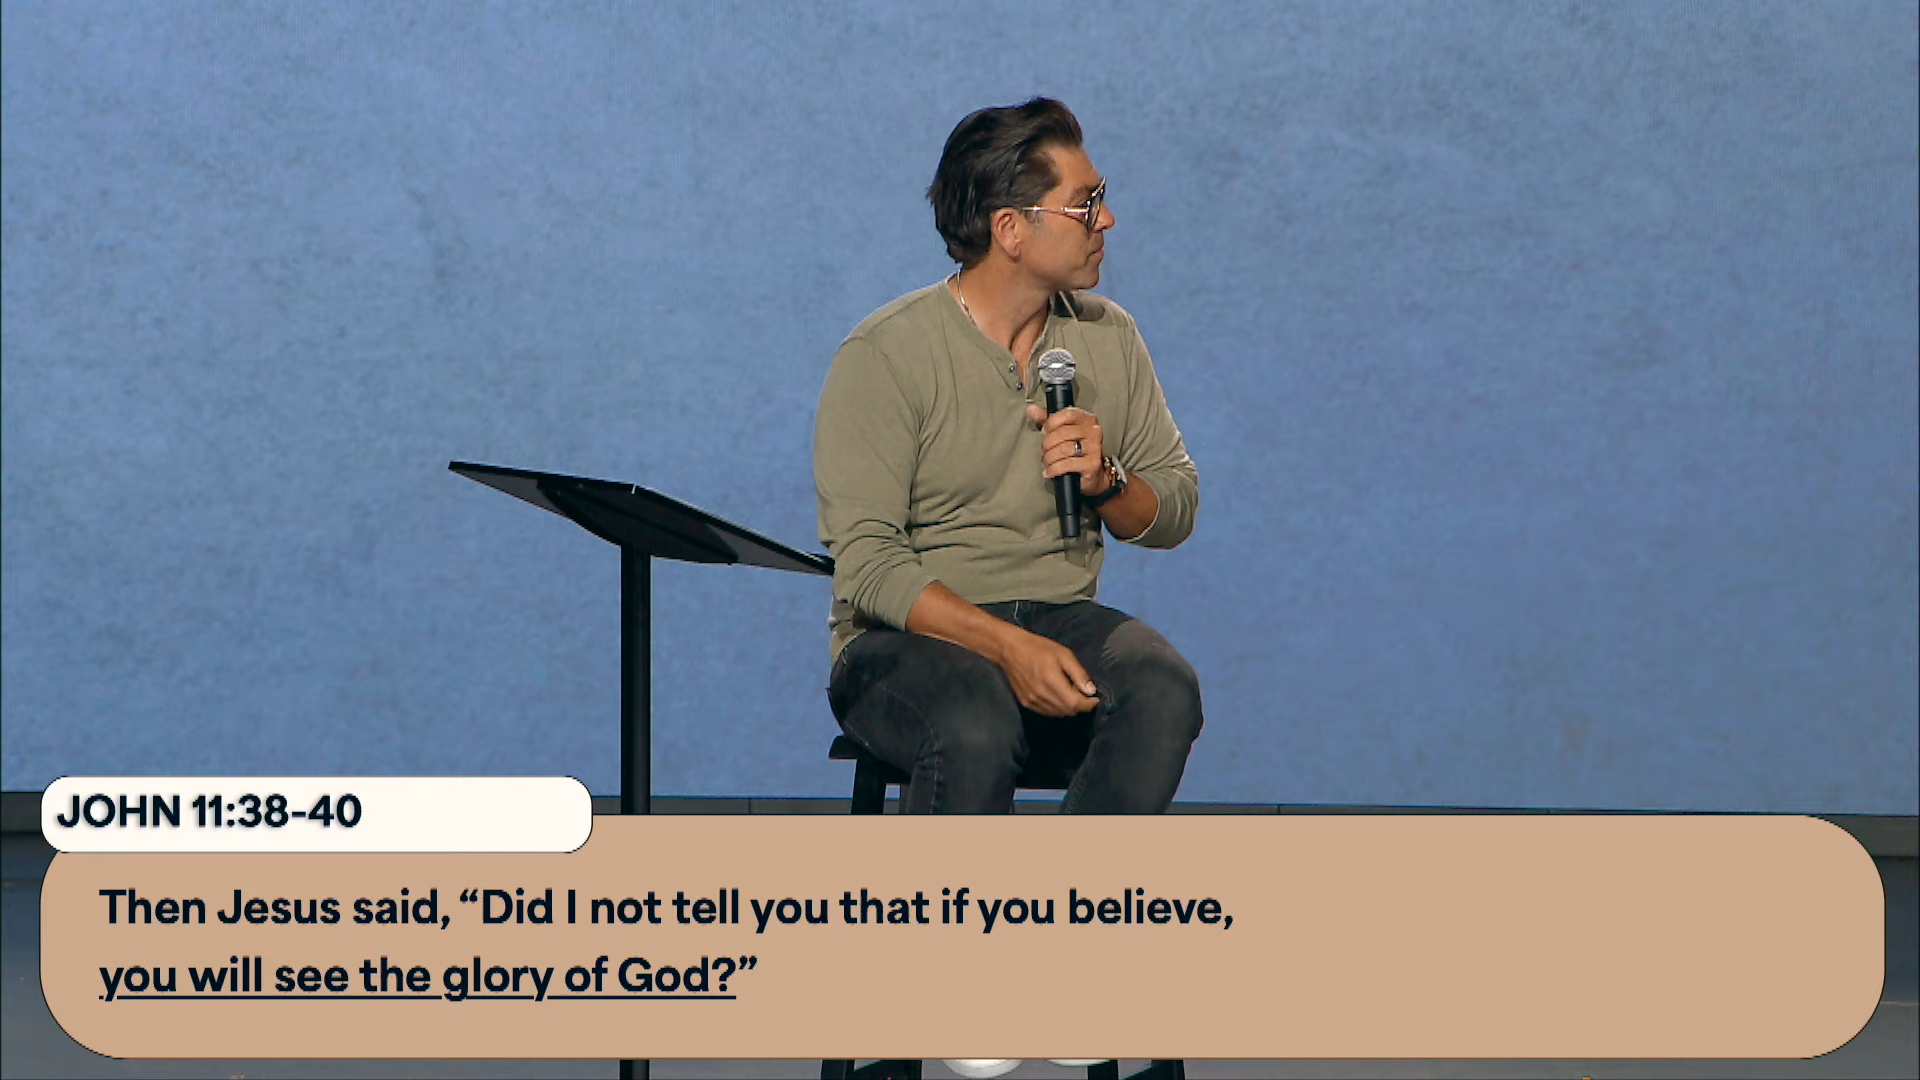 JOHN 11:38-40
Then Jesus said, “Did I not tell you that if you believe,
you will see the glory of God?”